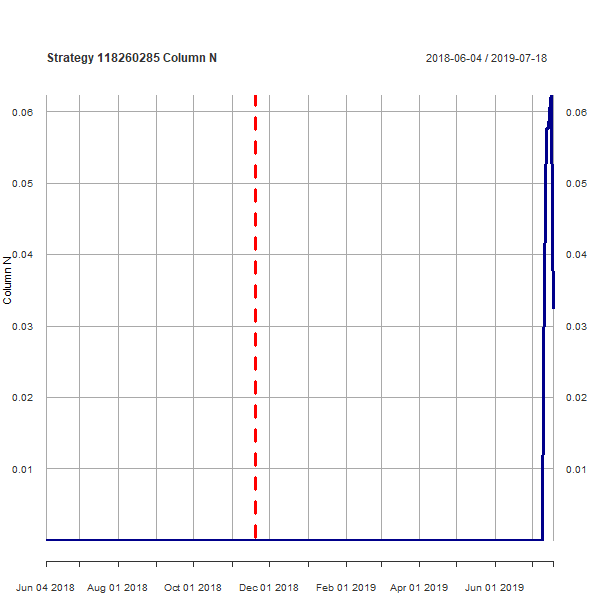 Strategy 118260285 Column N
2018-06-04 / 2019-07-18
0.06
0.06
0.05
0.05
0.04
0.04
Column N
0.03
0.03
0.02
0.02
0.01
0.01
Jun 04 2018
Aug 01 2018
Oct 01 2018
Dec 01 2018
Feb 01 2019
Apr 01 2019
Jun 01 2019